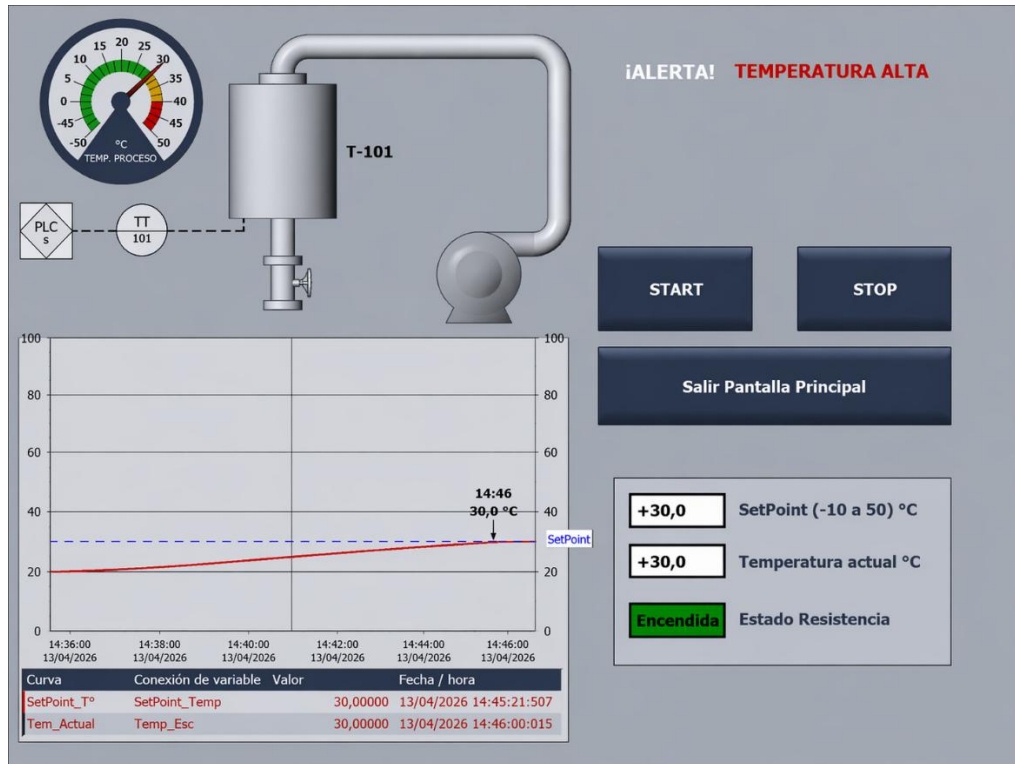 ¡ALERTA! TEMPERATURA ALTA
15 20 25
10 30
5 35
0 40
-45 45
-50 50
°C
TEMP. PROCESO
T-101
PLC
s
TT
101
START
STOP
Salir Pantalla Principal
100 100
80 80
60 60
14:46
40 30,0 °C 40
SetPoint
20 20
0 0
14:36:00 14:38:00 14:40:00 14:42:00 14:44:00 14:46:00
13/04/2026 13/04/2026 13/04/2026 13/04/2026 13/04/2026 13/04/2026
Curva Conexión de variable Valor Fecha / hora
SetPoint_Tº SetPoint_Temp 30,00000 13/04/2026 14:45:21:507
Tem_Actual Temp_Esc 30,00000 13/04/2026 14:46:00:015
+30,0 SetPoint (-10 a 50) °C
+30,0 Temperatura actual °C
Encendida Estado Resistencia